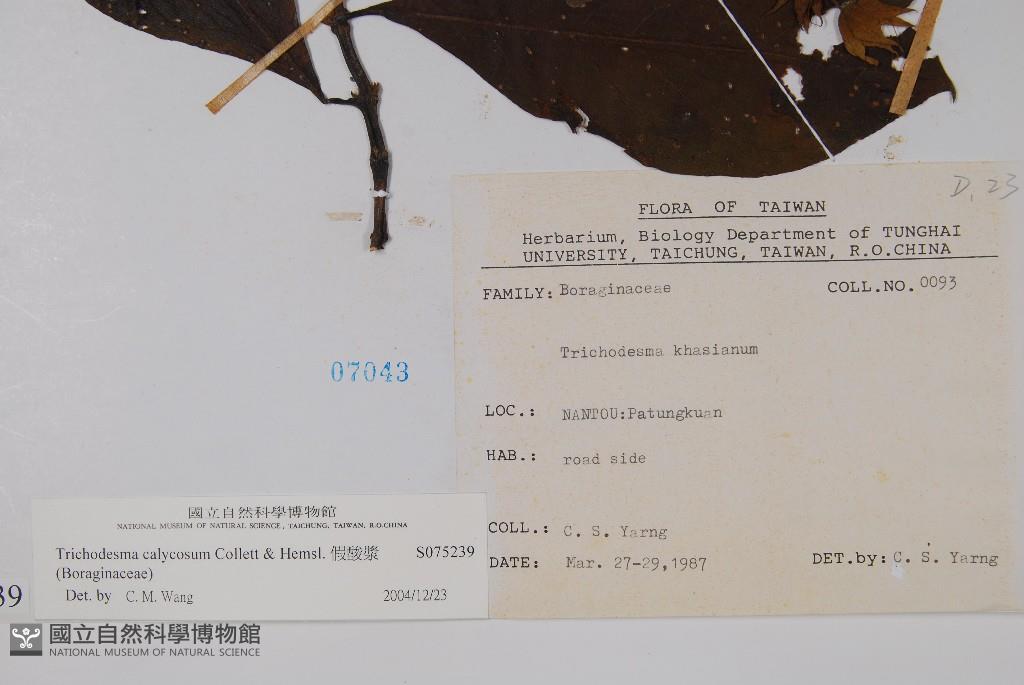 D. 23
FLORA OF TAIWAN
Herbarium, Biology Department of TUNGHAI
UNIVERSITY, TAICHUNG, TAIWAN, R.O.CHINA
FAMILY: Boraginaceae COLL.NO. 0093
Trichodesma khasianum
LOC.: NANTOU:Patungkuan
HAB.: road side
COLL.: C. S. Yarng
DATE: Mar. 27-29,1987 DET.by: C. S. Yarng
07043
國立自然科學博物館
NATIONAL MUSEUM OF NATURAL SCIENCE, TAICHUNG, TAIWAN, R.O.CHINA
Trichodesma calycosum Collett & Hemsl. 假酸漿 S075239
(Boraginaceae)
Det. by C. M. Wang 2004/12/23
39
國立自然科學博物館
NATIONAL MUSEUM OF NATURAL SCIENCE